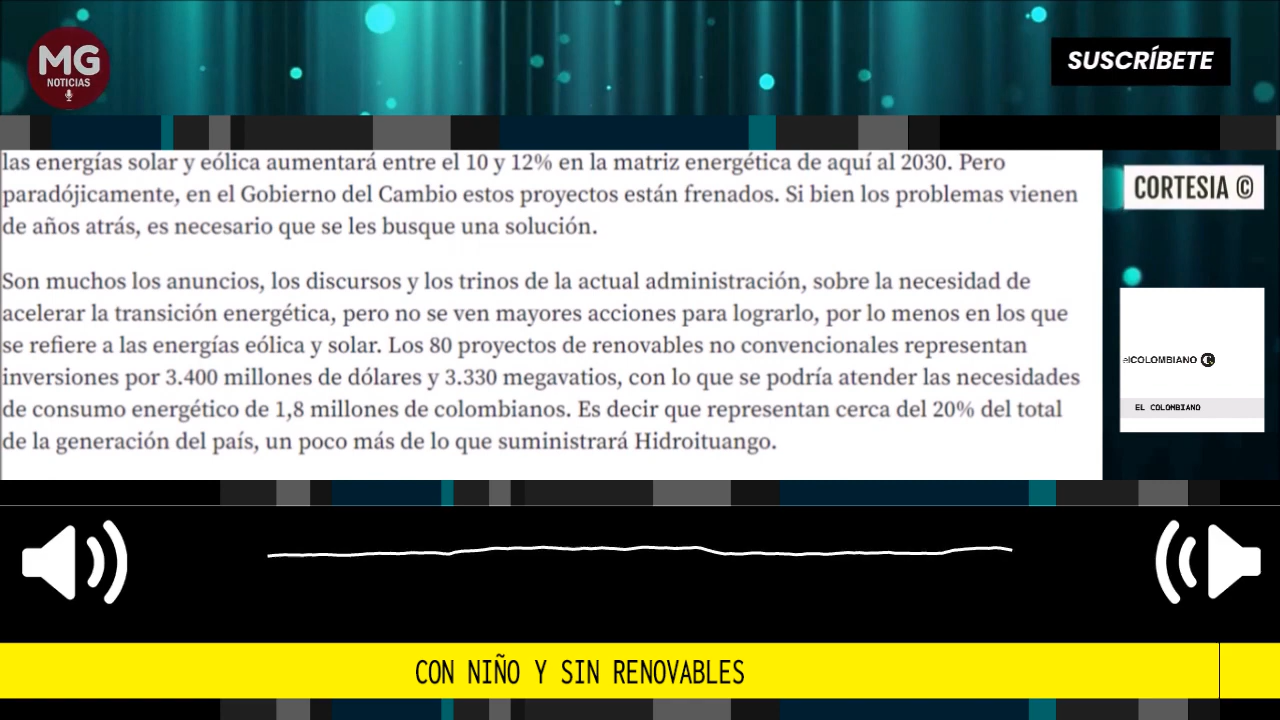 MG
NOTICIAS
SUSCRÍBETE
las energías solar y eólica aumentará entre el 10 y 12% en la matriz energética de aquí al 2030. Pero
paradójicamente, en el Gobierno del Cambio estos proyectos están frenados. Si bien los problemas vienen
de años atrás, es necesario que se les busque una solución.
Son muchos los anuncios, los discursos y los trinos de la actual administración, sobre la necesidad de
acelerar la transición energética, pero no se ven mayores acciones para lograrlo, por lo menos en los que
se refiere a las energías eólica y solar. Los 80 proyectos de renovables no convencionales representan
inversiones por 3.400 millones de dólares y 3.330 megavatios, con lo que se podría atender las necesidades
de consumo energético de 1,8 millones de colombianos. Es decir que representan cerca del 20% del total
de la generación del país, un poco más de lo que suministrará Hidroituango.
CORTESIA ©
el COLOMBIANO
EL COLOMBIANO
CON NIÑO Y SIN RENOVABLES